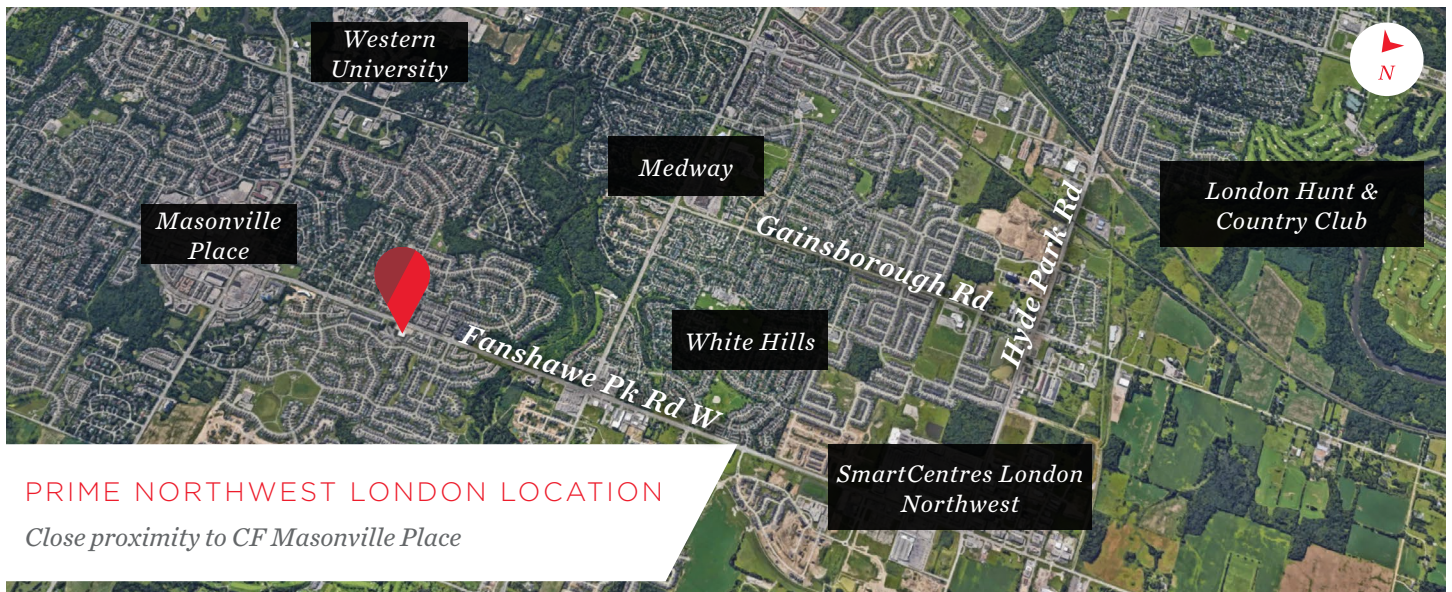 Western
University
N
Medway
London Hunt &
Country Club
Masonville
Place
Gainsborough Rd
Hyde Park Rd
White Hills
Fanshawe Pk Rd W
SmartCentres London
Northwest
PRIME NORTHWEST LONDON LOCATION
Close proximity to CF Masonville Place